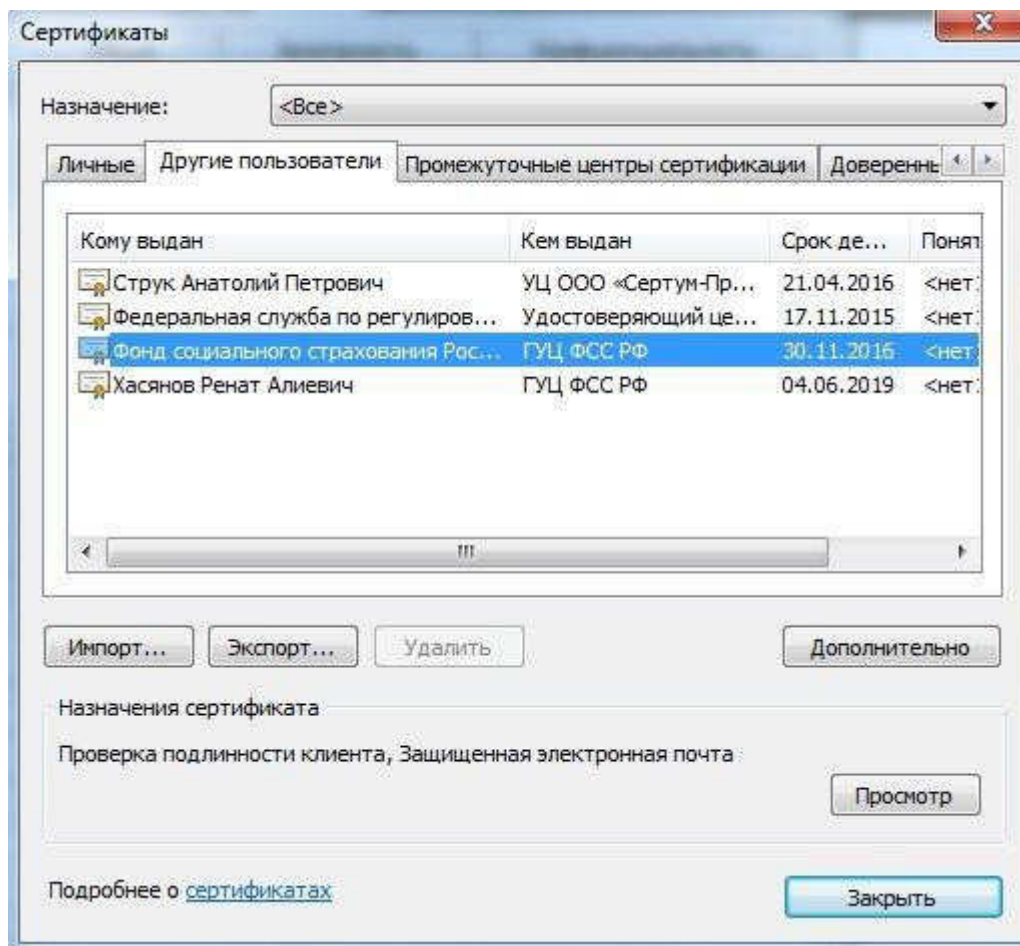 Сертификаты
Назначение: <Все>
Личные Другие пользователи Промежуточные центры сертификации Доверенны
Кому выдан Кем выдан Срок де... Понят
Струк Анатолий Петрович УЦ ООО «Сертум-Пр... 21.04.2016 <нет>
Федеральная служба по регулиров... Удостоверяющий це... 17.11.2015 <нет>
Фонд социального страхования Рос... ГУЦ ФСС РФ 30.11.2016 <нет>
Хасянов Ренат Алиевич ГУЦ ФСС РФ 04.06.2019 <нет>
Импорт... Экспорт... Удалить Дополнительно
Назначения сертификата
Проверка подлинности клиента, Защищенная электронная почта
Просмотр
Подробнее о сертификатах
Закрыть